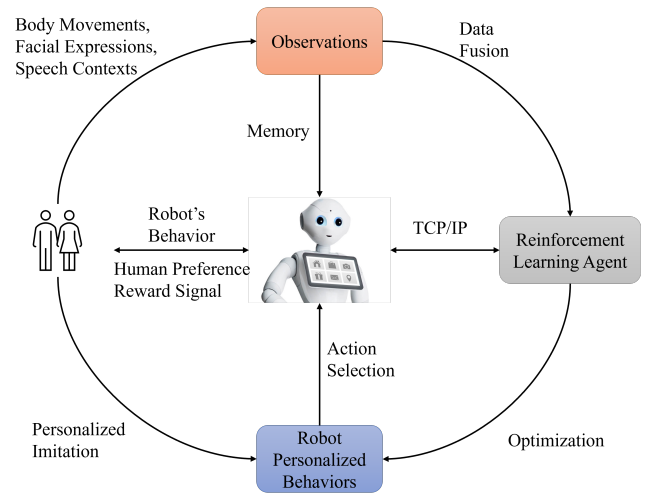 Body Movements,
Facial Expressions,
Speech Contexts
Observations
Data
Fusion
Memory
Robot's
Behavior
Human Preference
Reward Signal
TCP/IP
Reinforcement
Learning Agent
Action
Selection
Personalized
Imitation
Robot
Personalized
Behaviors
Optimization